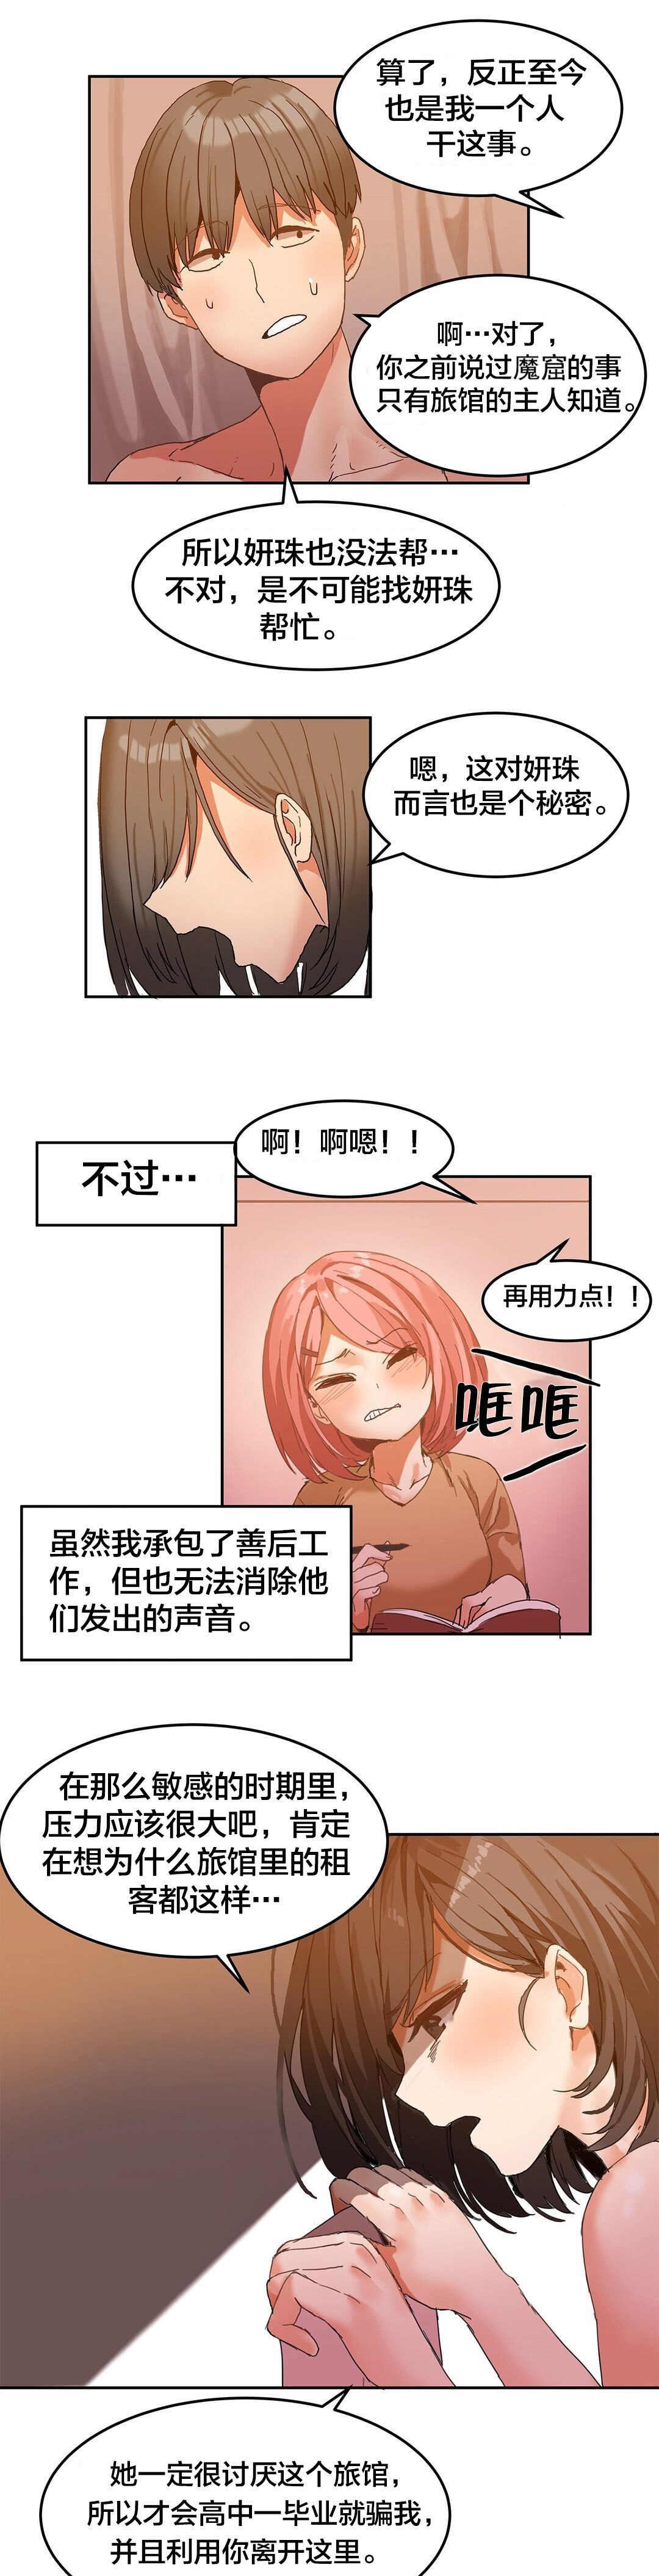 算了，反正至今
也是我一个人
干这事。
啊…对了，
你之前说过魔窟的事
只有旅馆的主人知道。
所以妍珠也没法帮…
不对，是不可能找妍珠
帮忙。
嗯，这对妍珠
而言也是个秘密。
不过…
啊！啊嗯！！
再用力点！！
哐哐
虽然我承包了善后工
作，但也无法消除他
们发出的声音。
在那么敏感的时期里，
压力应该很大吧，肯定
在想为什么旅馆里的租
客都这样…
她一定很讨厌这个旅馆，
所以才会高中一毕业就骗我，
并且利用你离开这里。